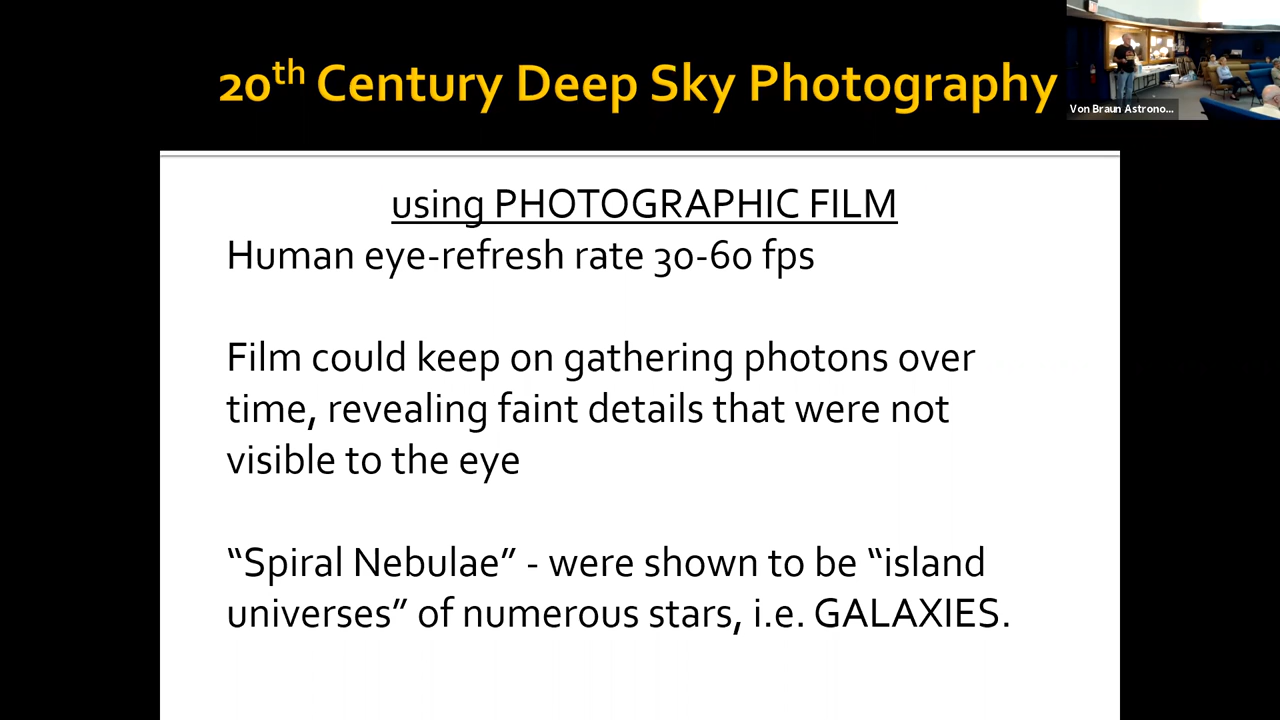 20th Century Deep Sky Photography
Von Braun Astrono...
using PHOTOGRAPHIC FILM
Human eye-refresh rate 30-60 fps
Film could keep on gathering photons over
time, revealing faint details that were not
visible to the eye
“Spiral Nebulae” - were shown to be “island
universes” of numerous stars, i.e. GALAXIES.